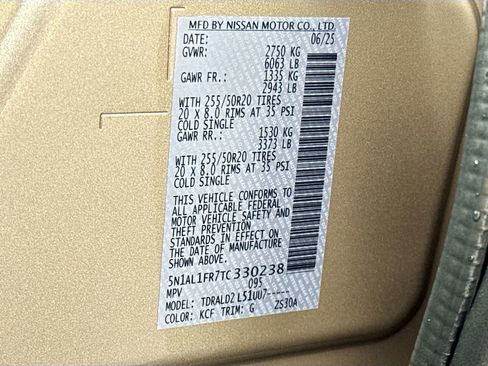 MFD BY NISSAN MOTOR CO., LTD.
DATE: 06/25
GVWR: 2750 KG
6063 LB
GAWR FR.: 1335 KG
2943 LB
WITH 255/50R20 TIRES
20 X 8.0 RIMS AT 35 PSI
COLD SINGLE
GAWR RR.: 1530 KG
3373 LB
WITH 255/50R20 TIRES
20 X 8.0 RIMS AT 35 PSI
COLD SINGLE
THIS VEHICLE CONFORMS TO
ALL APPLICABLE FEDERAL
MOTOR VEHICLE SAFETY AND
THEFT PREVENTION
STANDARDS IN EFFECT ON
THE DATE OF MANUFACTURE
SHOWN ABOVE.
5N1AL1FR7TC330238
MPV 095
MODEL: TDRALD2 L51UU7-----
COLOR: KCF TRIM: G ZS30A